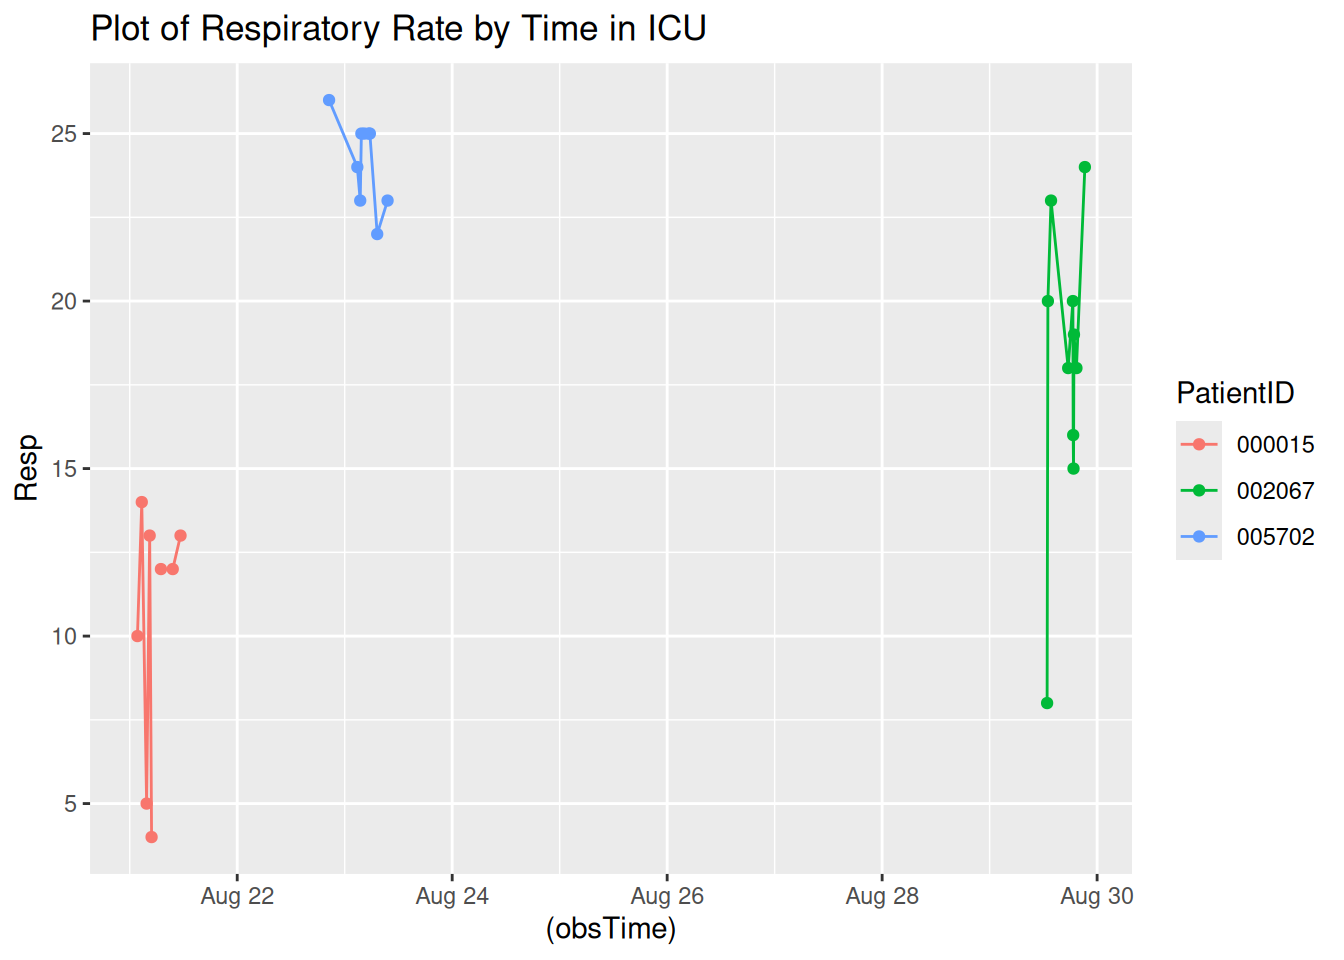 Plot of Respiratory Rate by Time in ICU
25
20
15
10
5
Resp
Aug 22 Aug 24 Aug 26 Aug 28 Aug 30
(obsTime)
PatientID
000015
002067
005702